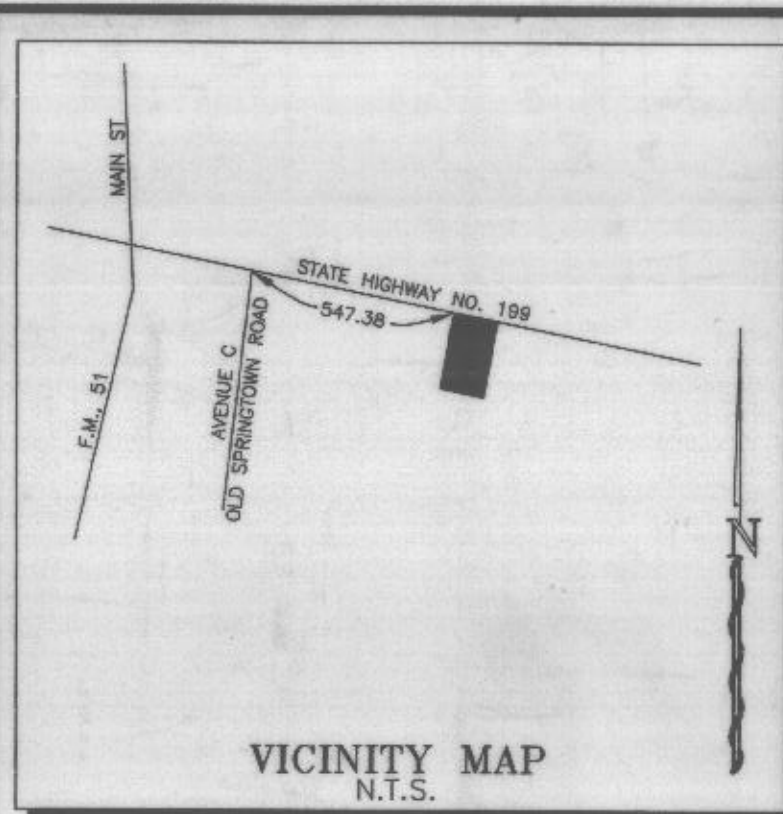 MAIN ST
STATE HIGHWAY NO. 199
547.38
F.M., 51
AVENUE C
OLD SPRINGTOWN ROAD
N
VICINITY MAP
N.T.S.